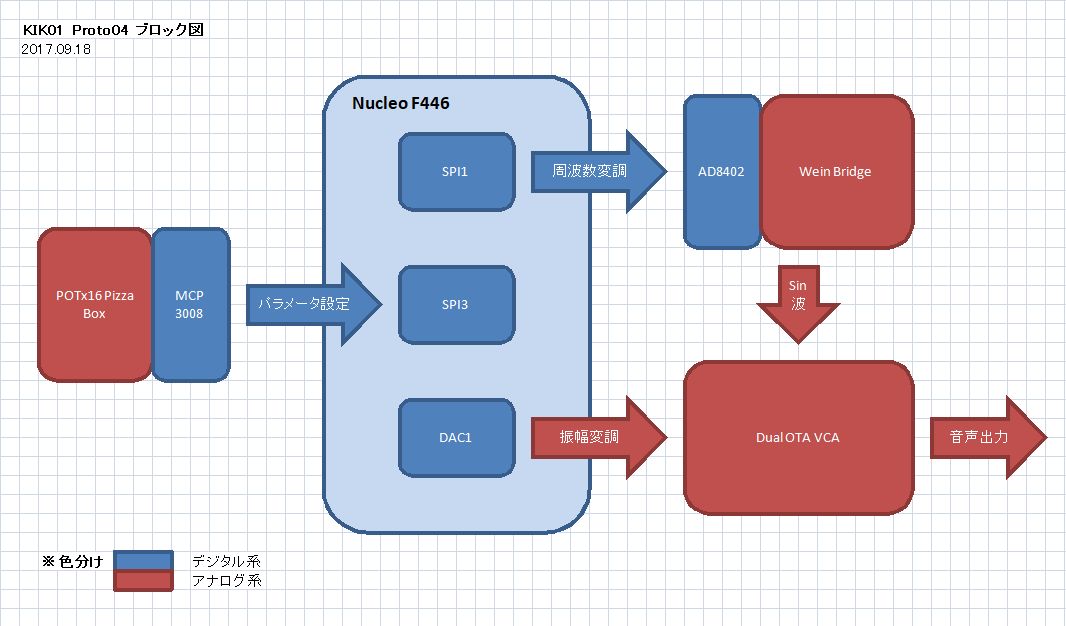 KIK01 Proto04 ブロック図
2017.09.18
Nucleo F446
SPI1
周波数変調
AD8402
Wein Bridge
POTx16 Pizza
Box
MCP
3008
パラメータ設定
SPI3
Sin
波
DAC1
振幅変調
Dual OTA VCA
音声出力
※色分け
デジタル系
アナログ系